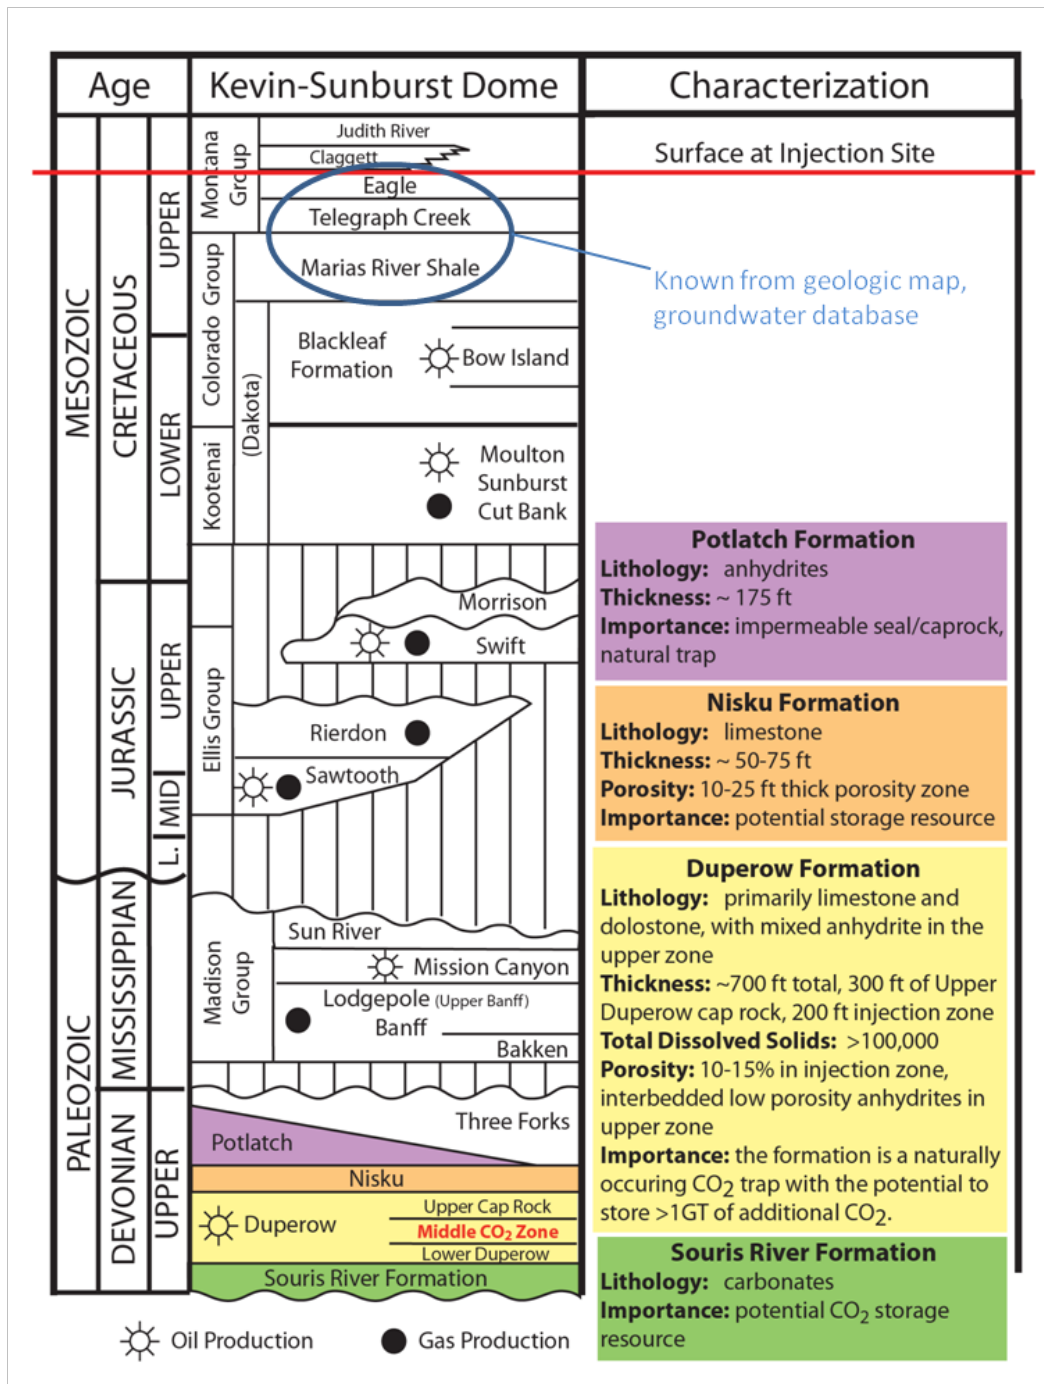 Age
Kevin-Sunburst Dome
Characterization
MESOZOIC
PALEOZOIC
CRETACEOUS
JURASSIC
MISSISSIPPIAN
DEVONIAN
UPPER
LOWER
UPPER
MID
L.
UPPER
Montana
Group
Colorado Group
Kootenai
(Dakota)
Ellis Group
Madison
Group
Judith River
Claggett
Eagle
Telegraph Creek
Marias River Shale
Blackleaf
Formation
Bow Island
Moulton
Sunburst
Cut Bank
Morrison
Swift
Rierdon
Sawtooth
Sun River
Mission Canyon
Lodgepole (Upper Banff)
Banff
Bakken
Three Forks
Potlatch
Nisku
Duperow
Upper Cap Rock
Middle CO2 Zone
Lower Duperow
Souris River Formation
Surface at Injection Site
Known from geologic map,
groundwater database
Potlatch Formation
Lithology: anhydrites
Thickness: ~ 175 ft
Importance: impermeable seal/caprock,
natural trap
Nisku Formation
Lithology: limestone
Thickness: ~ 50-75 ft
Porosity: 10-25 ft thick porosity zone
Importance: potential storage resource
Duperow Formation
Lithology: primarily limestone and
dolostone, with mixed anhydrite in the
upper zone
Thickness: ~700 ft total, 300 ft of Upper
Duperow cap rock, 200 ft injection zone
Total Dissolved Solids: >100,000
Porosity: 10-15% in injection zone,
interbedded low porosity anhydrites in
upper zone
Importance: the formation is a naturally
occuring CO2 trap with the potential to
store >1GT of additional CO2.
Souris River Formation
Lithology: carbonates
Importance: potential CO2 storage
resource
Oil Production
Gas Production